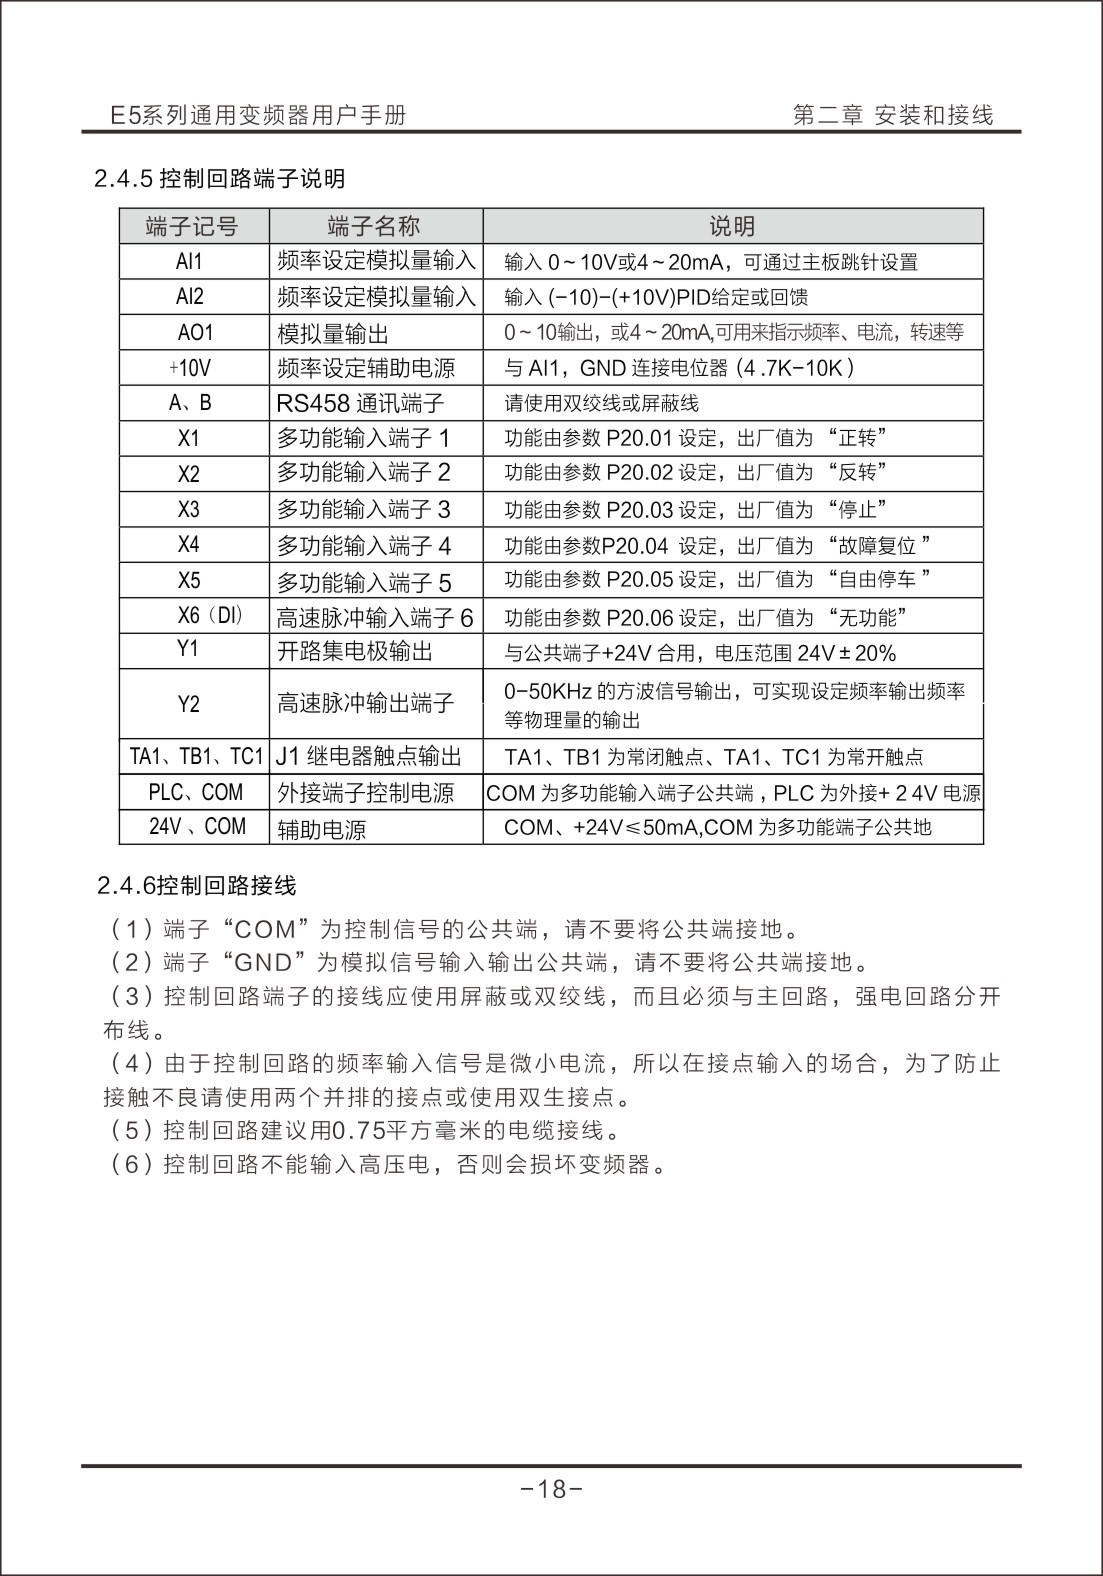 E5系列通用变频器用户手册 第二章 安装和接线
2.4.5 控制回路端子说明
端子记号 端子名称 说明
AI1 频率设定模拟量输入 输入 0～10V或4～20mA，可通过主板跳针设置
AI2 频率设定模拟量输入 输入 (-10)-(+10V)PID给定或回馈
AO1 模拟量输出 0～10输出，或4～20mA,可用来指示频率、电流，转速等
+10V 频率设定辅助电源 与 AI1，GND 连接电位器 (4 .7K-10K )
A、B RS458 通讯端子 请使用双绞线或屏蔽线
X1 多功能输入端子 1 功能由参数 P20.01 设定，出厂值为 “正转”
X2 多功能输入端子 2 功能由参数 P20.02 设定，出厂值为 “反转”
X3 多功能输入端子 3 功能由参数 P20.03 设定，出厂值为 “停止”
X4 多功能输入端子 4 功能由参数P20.04 设定，出厂值为 “故障复位 ”
X5 多功能输入端子 5 功能由参数 P20.05 设定，出厂值为 “自由停车 ”
X6（DI） 高速脉冲输入端子 6 功能由参数 P20.06 设定，出厂值为 “无功能”
Y1 开路集电极输出 与公共端子+24V 合用，电压范围 24V±20%
Y2 高速脉冲输出端子 0-50KHz 的方波信号输出，可实现设定频率输出频率
等物理量的输出
TA1、TB1、TC1 J1 继电器触点输出 TA1、TB1 为常闭触点、TA1、TC1 为常开触点
PLC、COM 外接端子控制电源 COM 为多功能输入端子公共端 ，PLC 为外接+ 2 4V 电源
24V 、COM 辅助电源 COM、+24V≤50mA,COM 为多功能端子公共地
2.4.6控制回路接线
（1）端子“COM”为控制信号的公共端，请不要将公共端接地。
（2）端子“GND”为模拟信号输入输出公共端，请不要将公共端接地。
（3）控制回路端子的接线应使用屏蔽或双绞线，而且必须与主回路，强电回路分开
布线。
（4）由于控制回路的频率输入信号是微小电流，所以在接点输入的场合，为了防止
接触不良请使用两个并排的接点或使用双生接点。
（5）控制回路建议用0.75平方毫米的电缆接线。
（6）控制回路不能输入高压电，否则会损坏变频器。
-18-